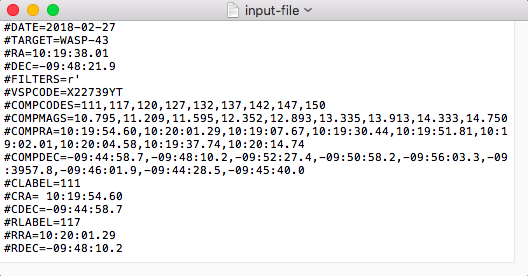 input-file
#DATE=2018-02-27
#TARGET=WASP-43
#RA=10:19:38.01
#DEC=-09:48:21.9
#FILTERS=r'
#VSPCODE=X22739YT
#COMPCODES=111,117,120,127,132,137,142,147,150
#COMPMAGS=10.795,11.209,11.595,12.352,12.893,13.335,13.913,14.333,14.750
#COMPRA=10:19:54.60,10:20:01.29,10:19:07.67,10:19:30.44,10:19:51.81,10:1
9:02.01,10:20:04.58,10:19:37.74,10:20:14.74
#COMPDEC=-09:44:58.7,-09:48:10.2,-09:52:27.4,-09:50:58.2,-09:56:03.3,-09
:3957.8,-09:46:01.9,-09:44:28.5,-09:45:40.0
#CLABEL=111
#CRA= 10:19:54.60
#CDEC=-09:44:58.7
#RLABEL=117
#RRA=10:20:01.29
#RDEC=-09:48:10.2